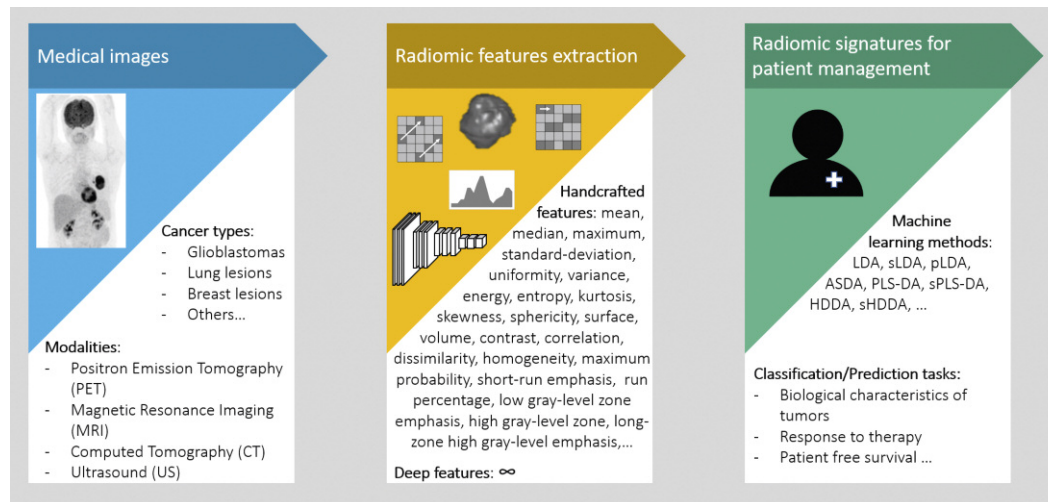 Medical images
Cancer types:
- Glioblastomas
- Lung lesions
- Breast lesions
- Others...
Modalities:
- Positron Emission Tomography
(PET)
- Magnetic Resonance Imaging
(MRI)
- Computed Tomography (CT)
- Ultrasound (US)
Radiomic features extraction
Handcrafted
features: mean,
median, maximum,
standard-deviation,
uniformity, variance,
energy, entropy, kurtosis,
skewness, sphericity, surface,
volume, contrast, correlation,
dissimilarity, homogeneity, maximum
probability, short-run emphasis, run
percentage, low gray-level zone
emphasis, high gray-level zone, long-
zone high gray-level emphasis,...
Deep features: ∞
Radiomic signatures for
patient management
Machine
learning methods:
LDA, sLDA, pLDA,
ASDA, PLS-DA, sPLS-DA,
HDDA, sHDDA, ...
Classification/Prediction tasks:
- Biological characteristics of
tumors
- Response to therapy
- Patient free survival ...